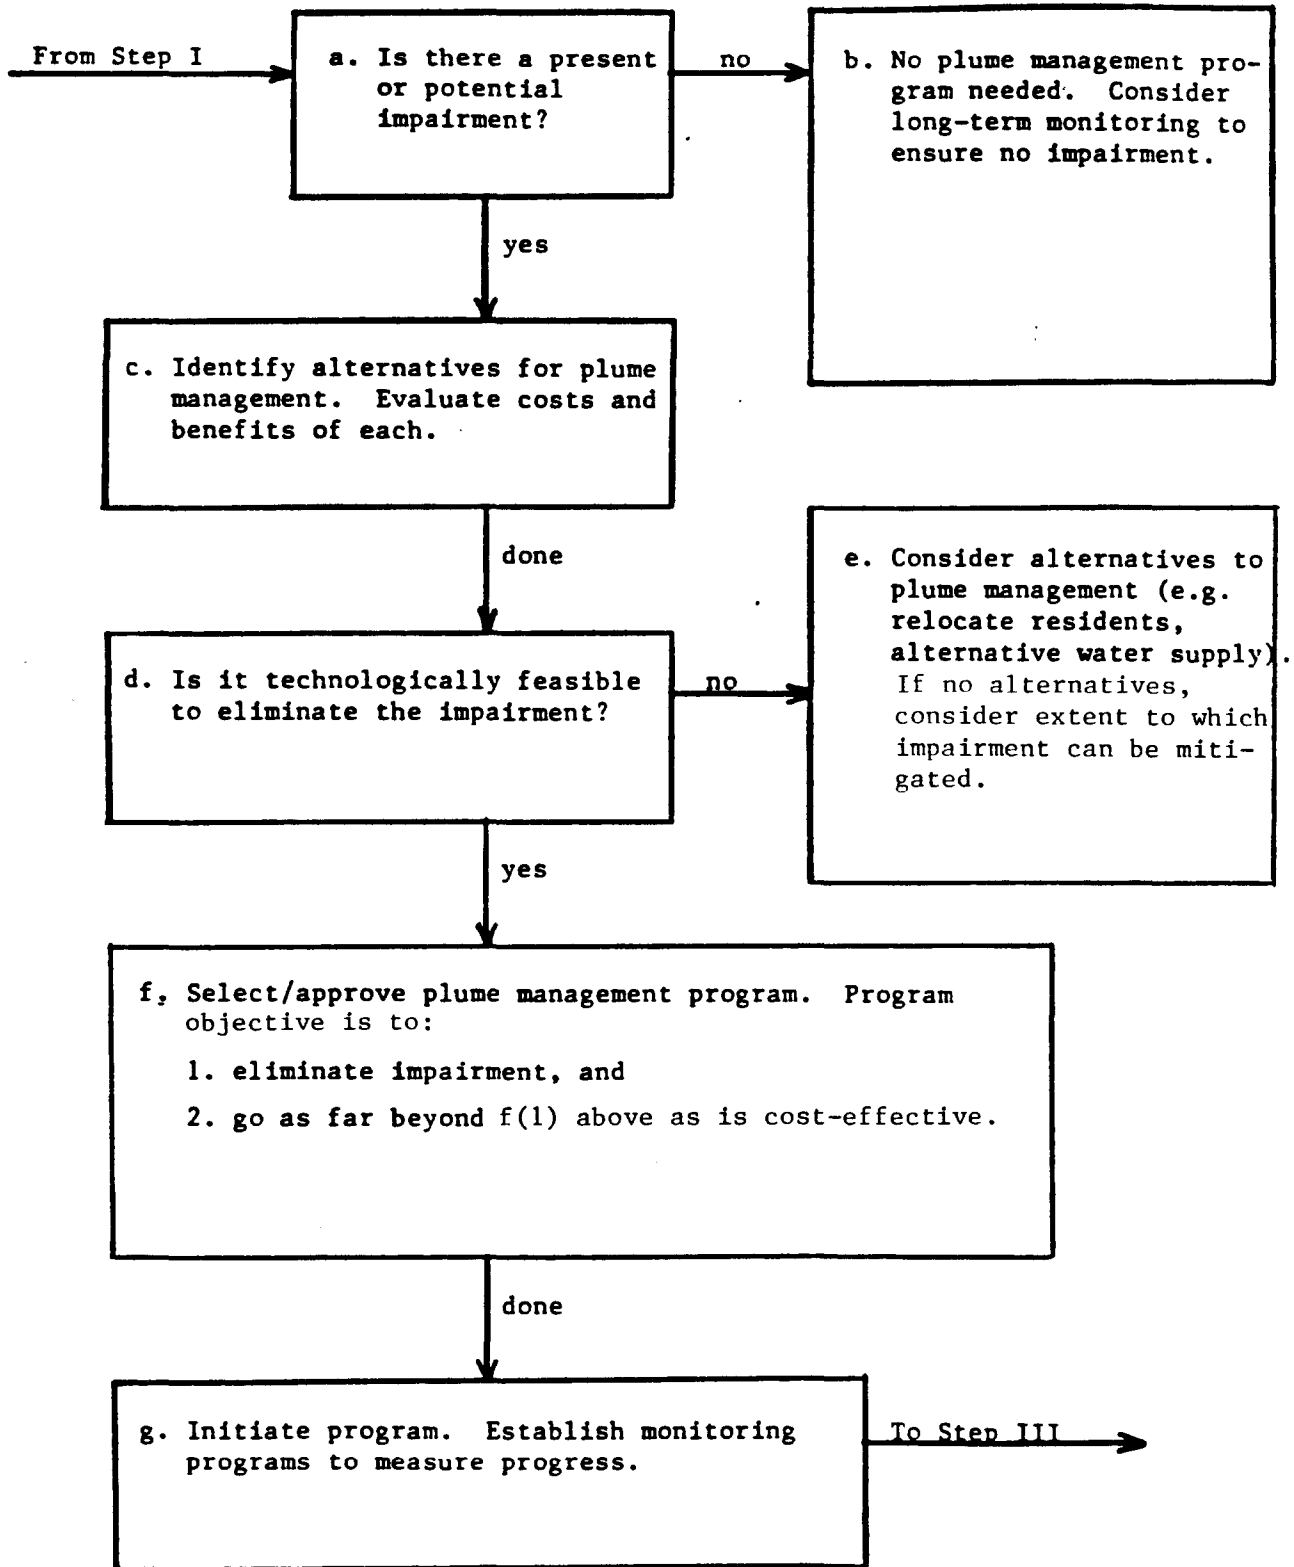 From Step I
a. Is there a present
or potential
impairment?
no
b. No plume management pro-
gram needed. Consider
long-term monitoring to
ensure no impairment.
yes
c. Identify alternatives for plume
management. Evaluate costs and
benefits of each.
done
d. Is it technologically feasible
to eliminate the impairment?
no
e. Consider alternatives to
plume management (e.g.
relocate residents,
alternative water supply).
If no alternatives,
consider extent to which
impairment can be miti-
gated.
yes
f. Select/approve plume management program. Program
objective is to:
1. eliminate impairment, and
2. go as far beyond f(1) above as is cost-effective.
done
g. Initiate program. Establish monitoring
programs to measure progress.
To Step III